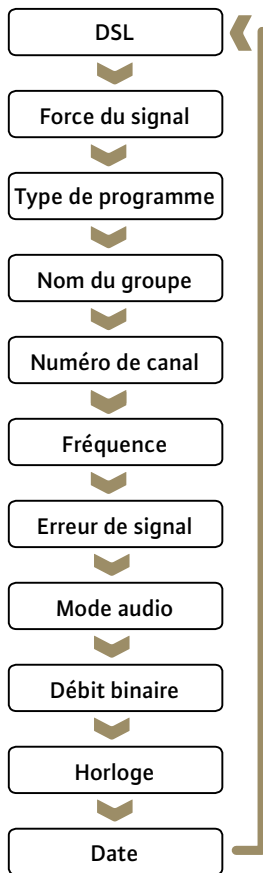 DSL
Force du signal
Type de programme
Nom du groupe
Numéro de canal
Fréquence
Erreur de signal
Mode audio
Débit binaire
Horloge
Date